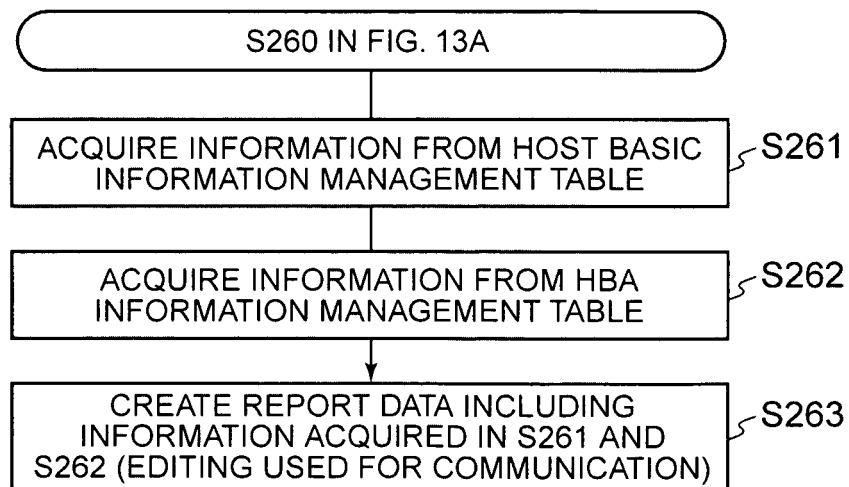 S260 IN FIG. 13A
ACQUIRE INFORMATION FROM HOST BASIC
INFORMATION MANAGEMENT TABLE
S261
ACQUIRE INFORMATION FROM HBA
INFORMATION MANAGEMENT TABLE
S262
CREATE REPORT DATA INCLUDING
INFORMATION ACQUIRED IN S261 AND
S262 (EDITING USED FOR COMMUNICATION)
S263